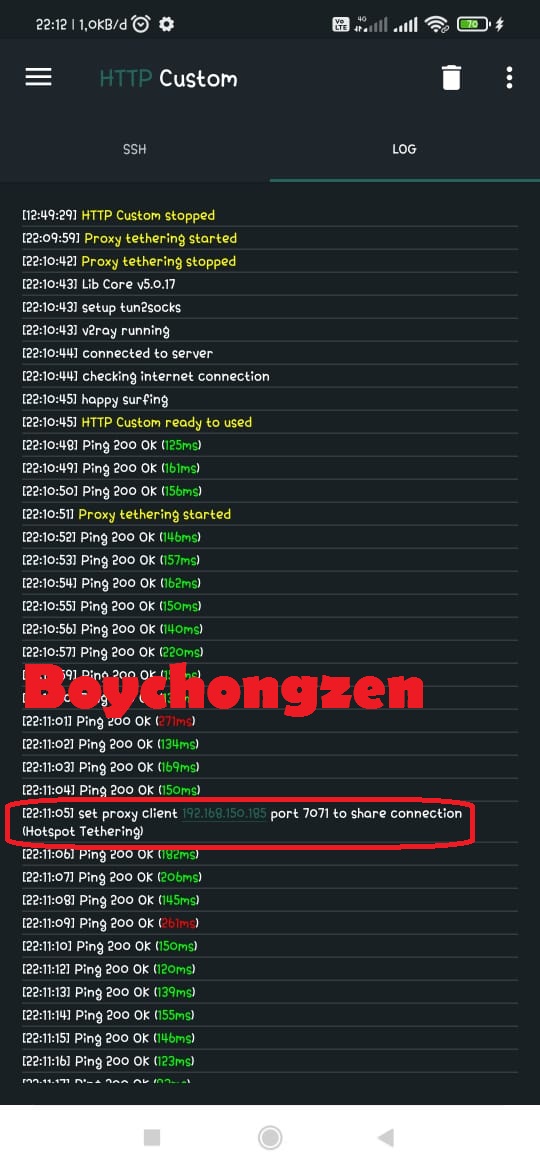 22:12 | 1,0KB/d
Vo LTE
4G
70
HTTP Custom
SSH
LOG
[12:49:29] HTTP Custom stopped
[22:09:59] Proxy tethering started
[22:10:42] Proxy tethering stopped
[22:10:43] Lib Core v5.0.17
[22:10:43] setup tun2socks
[22:10:43] v2ray running
[22:10:44] connected to server
[22:10:44] checking internet connection
[22:10:45] happy surfing
[22:10:45] HTTP Custom ready to used
[22:10:48] Ping 200 OK (125ms)
[22:10:49] Ping 200 OK (161ms)
[22:10:50] Ping 200 OK (156ms)
[22:10:51] Proxy tethering started
[22:10:52] Ping 200 OK (146ms)
[22:10:53] Ping 200 OK (157ms)
[22:10:54] Ping 200 OK (162ms)
[22:10:55] Ping 200 OK (150ms)
[22:10:56] Ping 200 OK (140ms)
[22:10:57] Ping 200 OK (220ms)
Boychongzen
[22:11:01] Ping 200 OK (271ms)
[22:11:02] Ping 200 OK (134ms)
[22:11:03] Ping 200 OK (169ms)
[22:11:04] Ping 200 OK (150ms)
[22:11:05] set proxy client 192.168.150.185 port 7071 to share connection
(Hotspot Tethering)
[22:11:06] Ping 200 OK (182ms)
[22:11:07] Ping 200 OK (206ms)
[22:11:08] Ping 200 OK (145ms)
[22:11:09] Ping 200 OK (261ms)
[22:11:10] Ping 200 OK (150ms)
[22:11:12] Ping 200 OK (120ms)
[22:11:13] Ping 200 OK (139ms)
[22:11:14] Ping 200 OK (155ms)
[22:11:15] Ping 200 OK (146ms)
[22:11:16] Ping 200 OK (123ms)